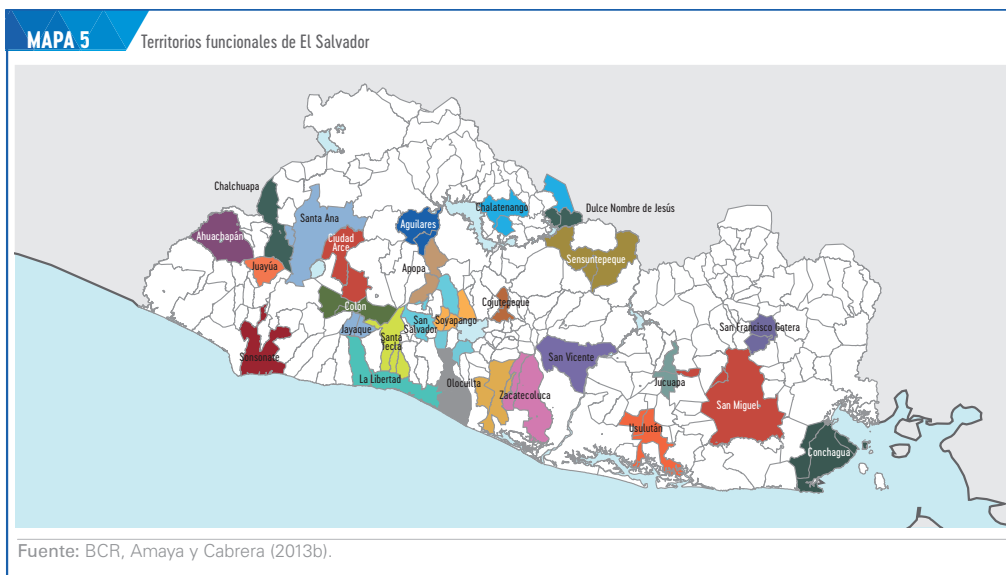 MAPA 5
Territorios funcionales de El Salvador
Chalchuapa
Santa Ana
Ahuachapán
Ciudad
Arce
Juayúa
Aguilares
Chalatenango
Dulce Nombre de Jesús
Sensuntepeque
Apopa
Colón
Cojutepeque
Jayaque
Santa
Tecla
San
Salvador
Soyapango
San Francisco Gotera
Sonsonate
La Libertad
Olocuilta
Zacatecoluca
San Vicente
Jucuapa
San Miguel
Usulután
Conchagua
Fuente: BCR, Amaya y Cabrera (2013b).